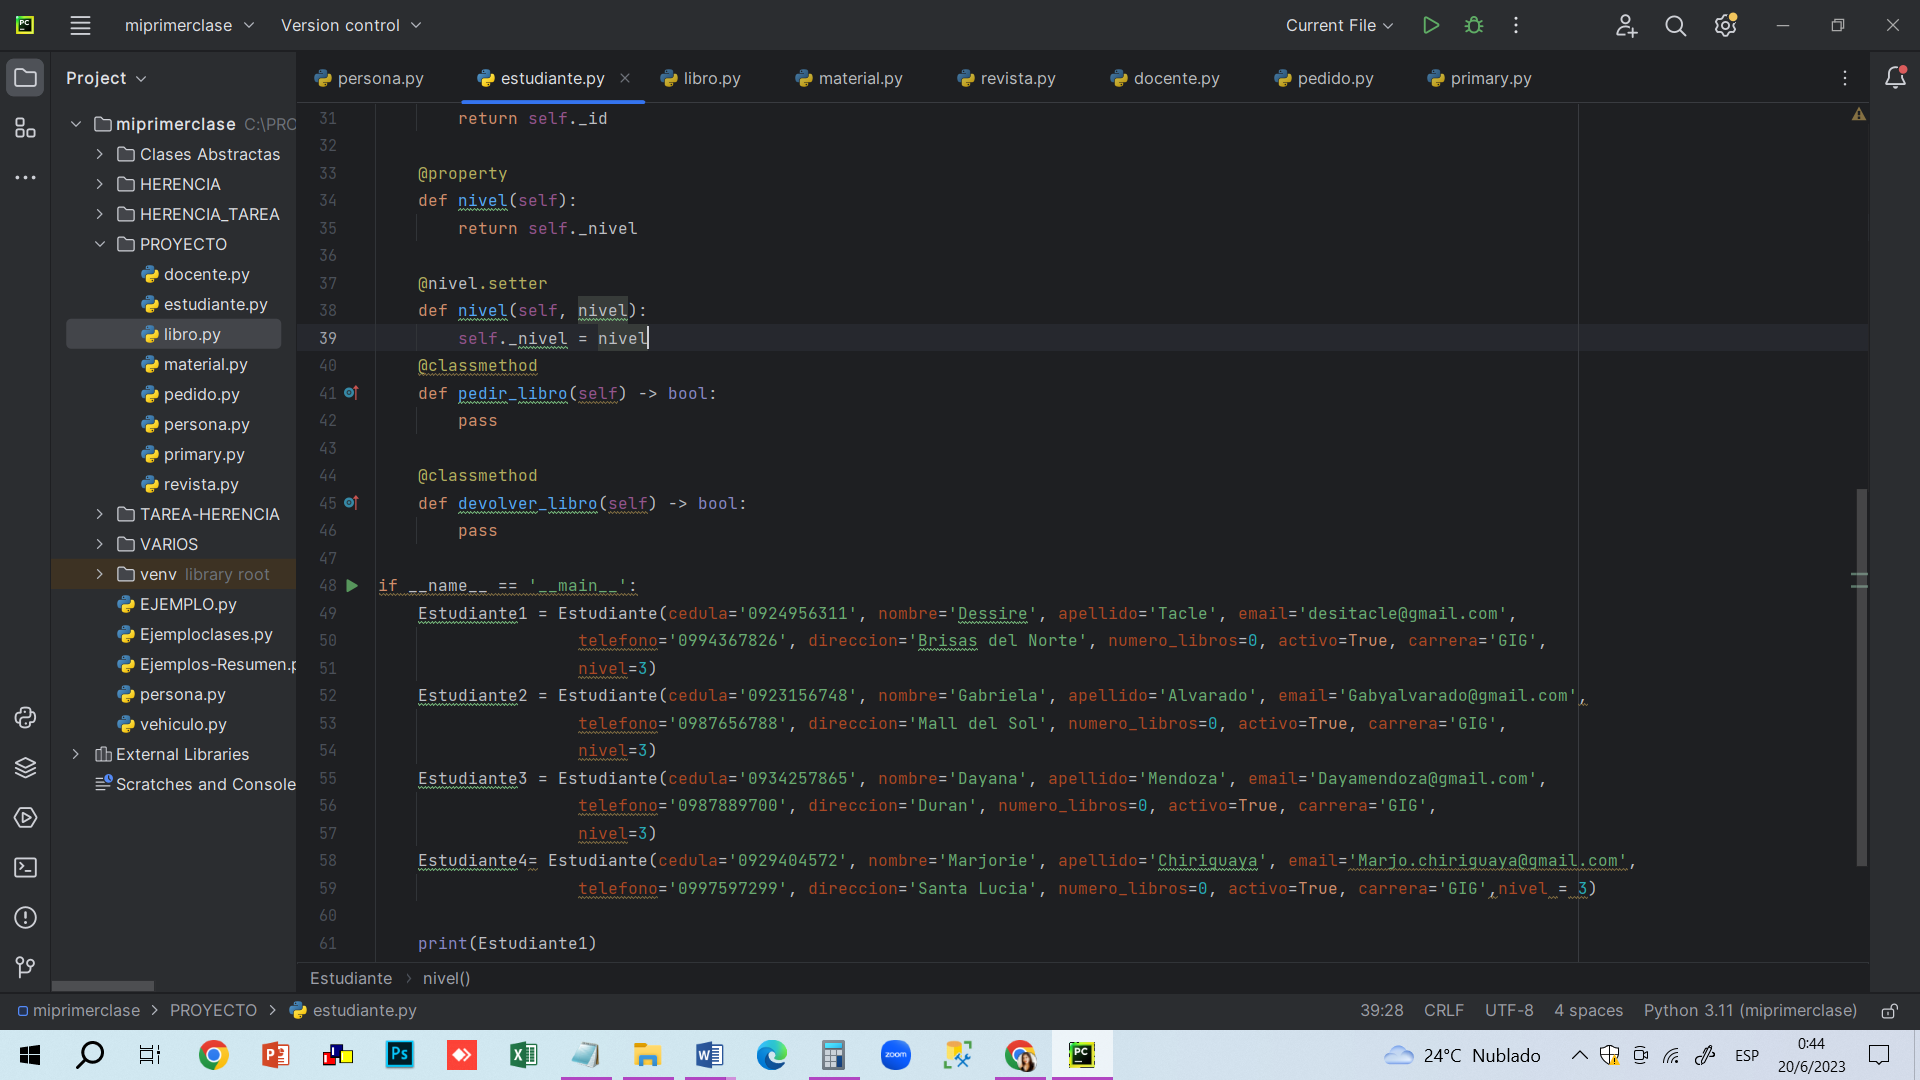 PC
miprimerclase
Version control
Current File
Project
persona.py
estudiante.py
libro.py
material.py
revista.py
docente.py
pedido.py
primary.py
miprimerclase C:\PRO
Clases Abstractas
HERENCIA
HERENCIA_TAREA
PROYECTO
docente.py
estudiante.py
libro.py
material.py
pedido.py
persona.py
primary.py
revista.py
TAREA-HERENCIA
VARIOS
venv library root
EJEMPLO.py
Ejemploclases.py
Ejemplos-Resumen.p
persona.py
vehiculo.py
External Libraries
Scratches and Console
31 return self._id
32
33 @property
34 def nivel(self):
35 return self._nivel
36
37 @nivel.setter
38 def nivel(self, nivel):
39 self._nivel = nivel
40 @classmethod
41 def pedir_libro(self) -> bool:
42 pass
43
44 @classmethod
45 def devolver_libro(self) -> bool:
46 pass
47
48 if __name__ == '__main__':
49 Estudiante1 = Estudiante(cedula='0924956311', nombre='Dessire', apellido='Tacle', email='desitacle@gmail.com',
50 telefono='0994367826', direccion='Brisas del Norte', numero_libros=0, activo=True, carrera='GIG',
51 nivel=3)
52 Estudiante2 = Estudiante(cedula='0923156748', nombre='Gabriela', apellido='Alvarado', email='Gabyalvarado@gmail.com',
53 telefono='0987656788', direccion='Mall del Sol', numero_libros=0, activo=True, carrera='GIG',
54 nivel=3)
55 Estudiante3 = Estudiante(cedula='0934257865', nombre='Dayana', apellido='Mendoza', email='Dayamendoza@gmail.com',
56 telefono='0987889700', direccion='Duran', numero_libros=0, activo=True, carrera='GIG',
57 nivel=3)
58 Estudiante4= Estudiante(cedula='0929404572', nombre='Marjorie', apellido='Chiriguaya', email='Marjo.chiriguaya@gmail.com',
59 telefono='0997597299', direccion='Santa Lucia', numero_libros=0, activo=True, carrera='GIG',nivel = 3)
60
61 print(Estudiante1)
Estudiante > nivel()
miprimerclase > PROYECTO > estudiante.py
39:28 CRLF UTF-8 4 spaces Python 3.11 (miprimerclase)
Ps
zoom
PC
24°C Nublado
ESP
0:44
20/6/2023